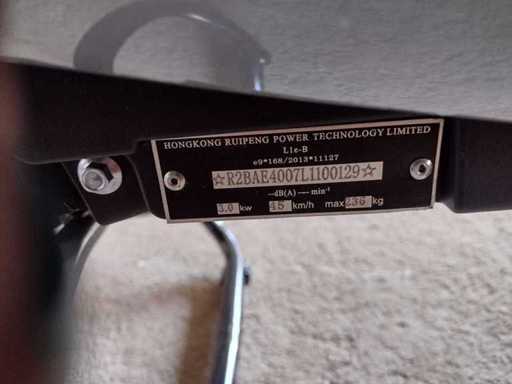 HONGKONG RUIPENG POWER TECHNOLOGY LIMITED
L1e-B
e9*168/2013*11127
☆R2BAE4007L1100129☆
—dB(A)— —min⁻¹
3.0 kw 45 km/h max 236 kg